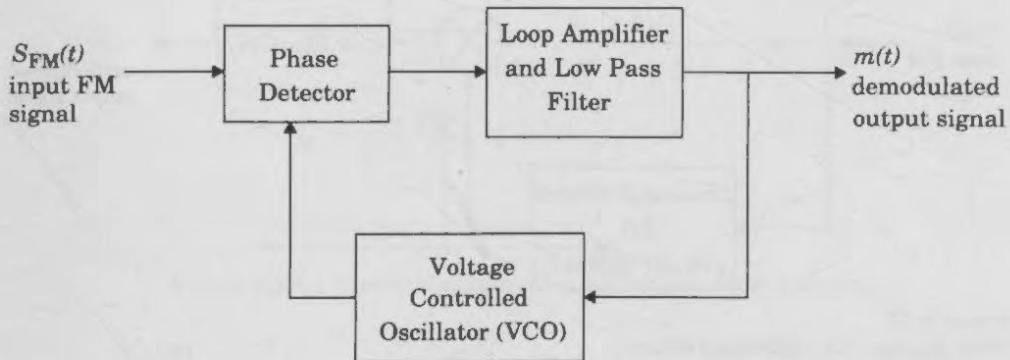 S_FM(t)
input FM
signal
Phase
Detector
Loop Amplifier
and Low Pass
Filter
m(t)
demodulated
output signal
Voltage
Controlled
Oscillator (VCO)